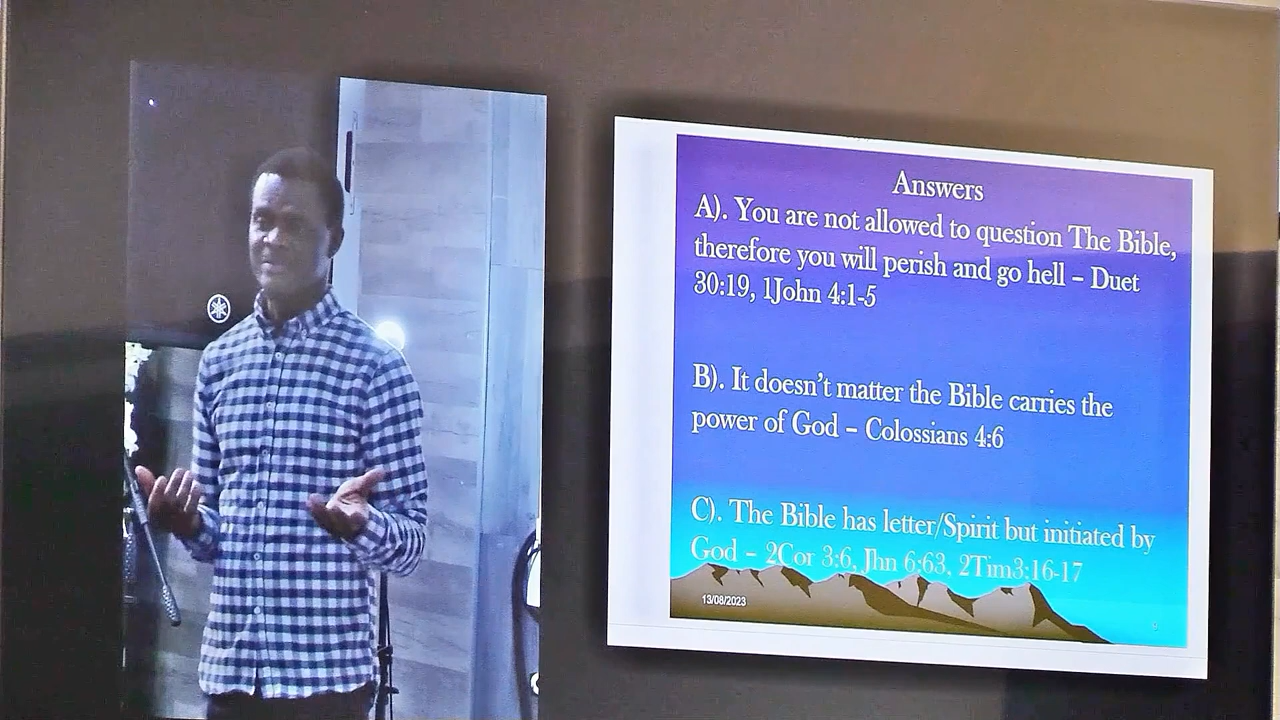 Answers
A). You are not allowed to question The Bible,
therefore you will perish and go hell – Duet
30:19, 1John 4:1-5
B). It doesn't matter the Bible carries the
power of God – Colossians 4:6
C). The Bible has letter/Spirit but initiated by
God – 2Cor 3:6, Jhn 6:63, 2Tim3:16-17
13/08/2023